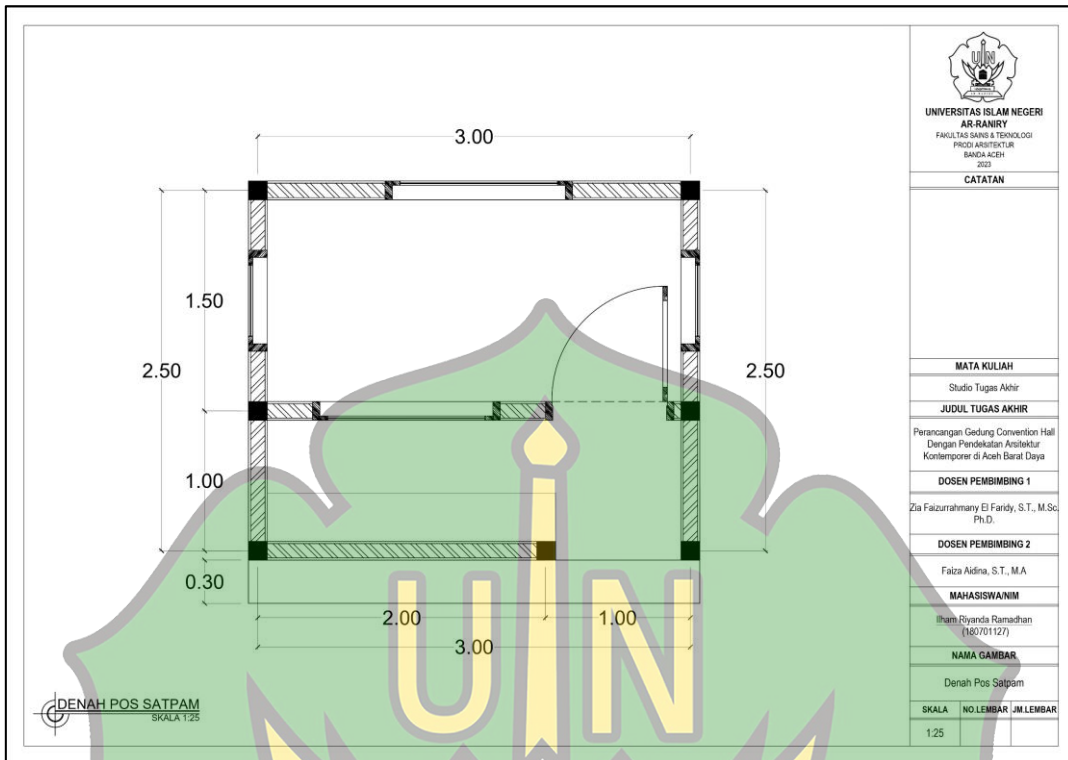 3.00
1.50
2.50
2.50
1.00
0.30
2.00
1.00
3.00
DENAH POS SATPAM
SKALA 1:25
UIN
UIN
UNIVERSITAS ISLAM NEGERI
AR-RANIRY
FAKULTAS SAINS & TEKNOLOGI
PRODI ARSITEKTUR
BANDA ACEH
2023
CATATAN
MATA KULIAH
Studio Tugas Akhir
JUDUL TUGAS AKHIR
Perancangan Gedung Convention Hall
Dengan Pendekatan Arsitektur
Kontemporer di Aceh Barat Daya
DOSEN PEMBIMBING 1
Zia Faizurrahmany El Faridy, S.T., M.Sc.
Ph.D.
DOSEN PEMBIMBING 2
Faiza Aidina, S.T., M.A
MAHASISWA/NIM
Ilham Riyanda Ramadhan
(180701127)
NAMA GAMBAR
Denah Pos Satpam
SKALA NO.LEMBAR JM.LEMBAR
1:25